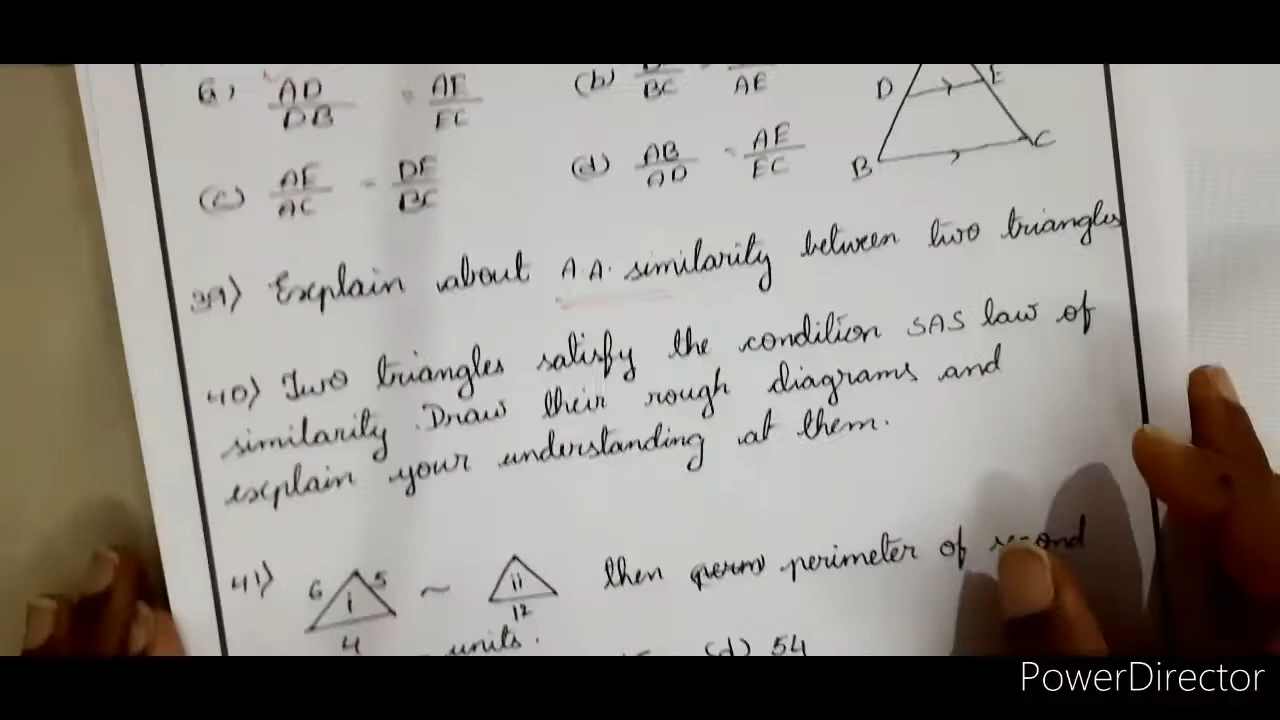 a) AD/DB = AE/EC (b) /BC = /AE
D E
(c) AE/AC = DE/BC (d) AB/AD = AE/EC
B C
39) Explain about A.A. similarity between two triangles
40) Two triangles satisfy the condition SAS law of
similarity. Draw their rough diagrams and
explain your understanding at them.
41) 6 5 i 4 ~ 11 12 then perimeter of second
units.
(d) 54
PowerDirector